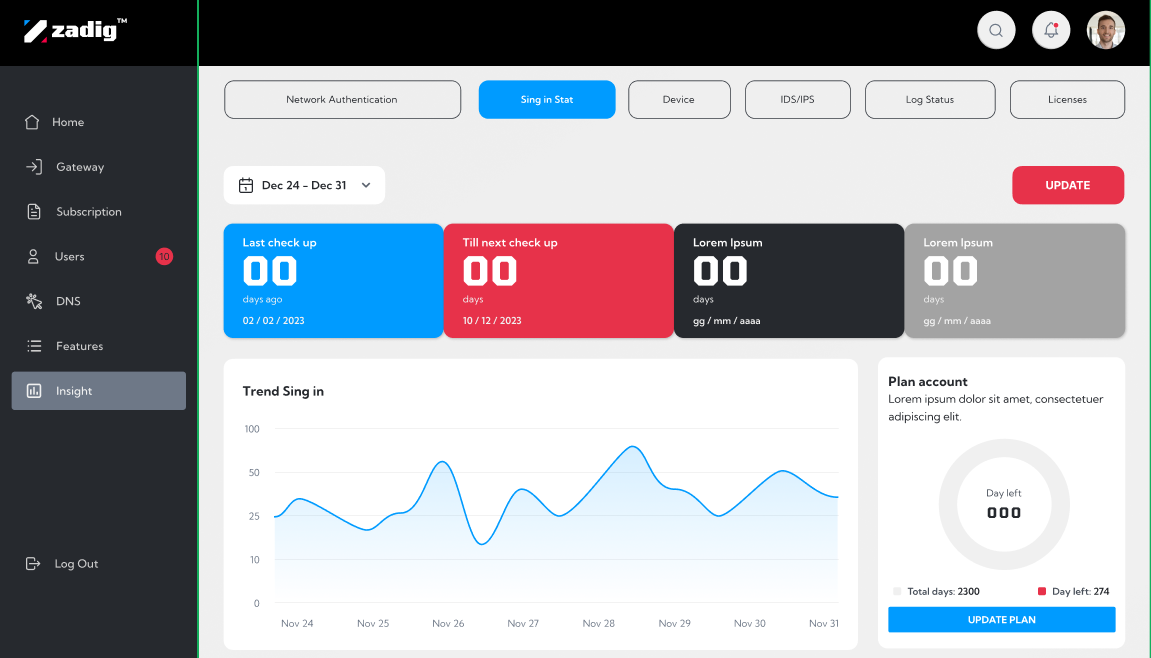 zadig™
Home
Gateway
Subscription
Users 10
DNS
Features
Insight
Log Out
Network Authentication
Sing in Stat
Device
IDS/IPS
Log Status
Licenses
Dec 24 - Dec 31
UPDATE
Last check up
00
days ago
02 / 02 / 2023
Till next check up
00
days
10 / 12 / 2023
Lorem Ipsum
00
days
gg / mm / aaaa
Lorem Ipsum
00
days
gg / mm / aaaa
Trend Sing in
100
50
25
10
0
Nov 24 Nov 25 Nov 26 Nov 27 Nov 28 Nov 29 Nov 30 Nov 31
Plan account
Lorem ipsum dolor sit amet, consectetuer
adipiscing elit.
Day left
000
Total days: 2300 Day left: 274
UPDATE PLAN